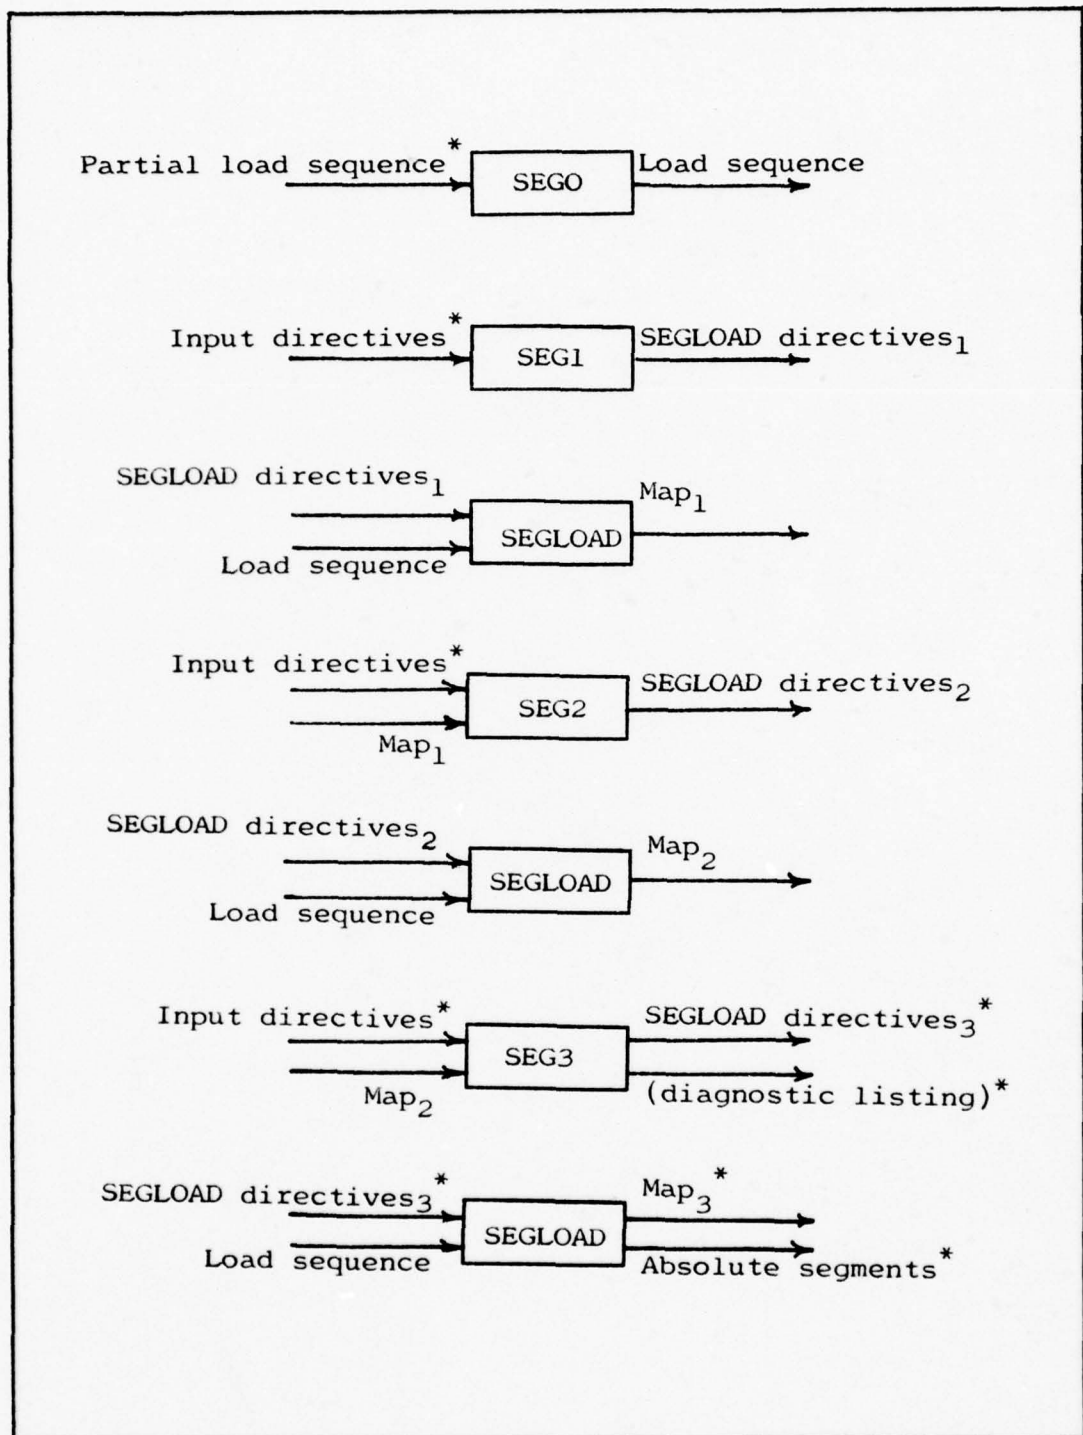 Partial load sequence*
SEG0
Load sequence
Input directives*
SEG1
SEGLOAD directives₁
SEGLOAD directives₁
Load sequence
SEGLOAD
Map₁
Input directives*
Map₁
SEG2
SEGLOAD directives₂
SEGLOAD directives₂
Load sequence
SEGLOAD
Map₂
Input directives*
Map₂
SEG3
SEGLOAD directives₃*
(diagnostic listing)*
SEGLOAD directives₃*
Load sequence
SEGLOAD
Map₃*
Absolute segments*